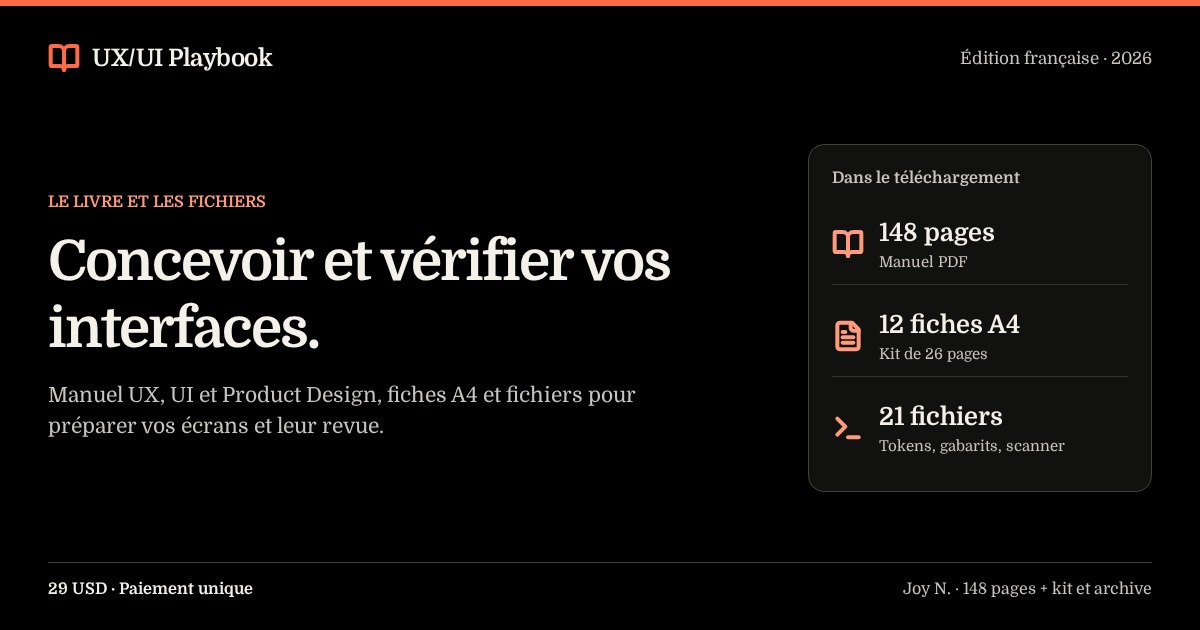 UX/UI Playbook
Édition française · 2026
LE LIVRE ET LES FICHIERS
Concevoir et vérifier vos
interfaces.
Manuel UX, UI et Product Design, fiches A4 et fichiers pour
préparer vos écrans et leur revue.
Dans le téléchargement
148 pages
Manuel PDF
12 fiches A4
Kit de 26 pages
21 fichiers
Tokens, gabarits, scanner
29 USD · Paiement unique
Joy N. · 148 pages + kit et archive